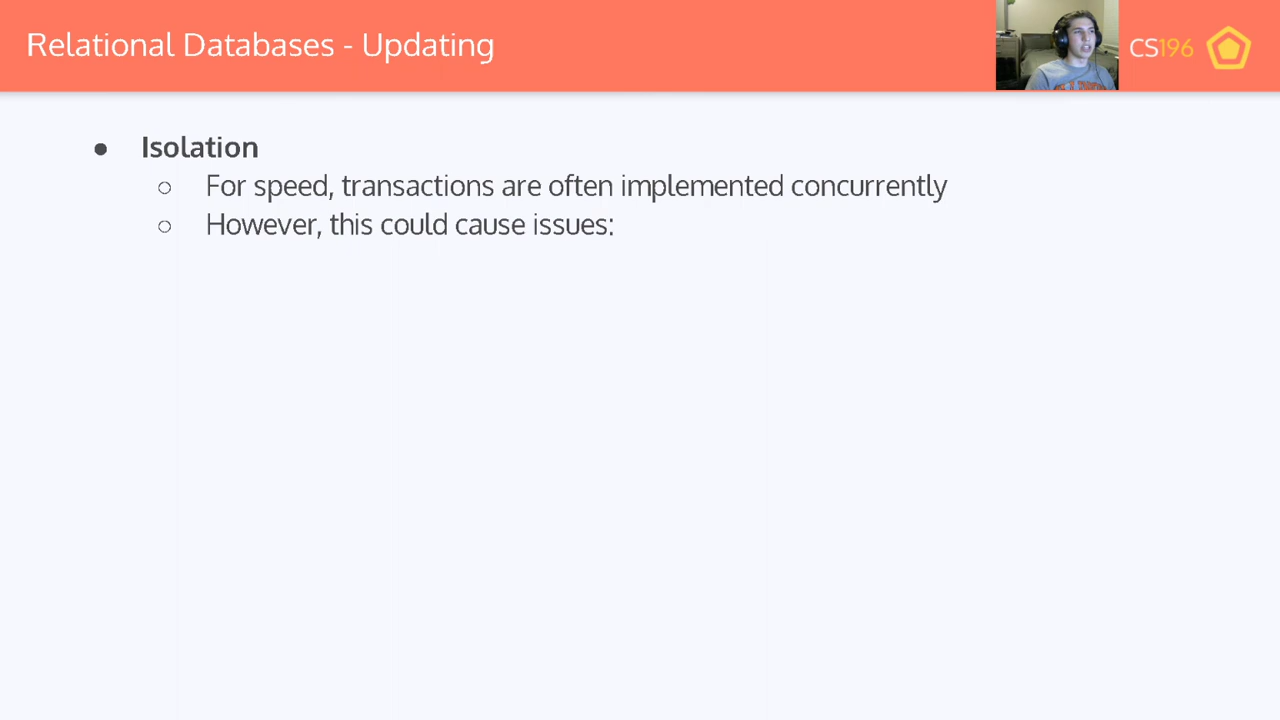 Relational Databases - Updating
CS196
● Isolation
○ For speed, transactions are often implemented concurrently
○ However, this could cause issues: